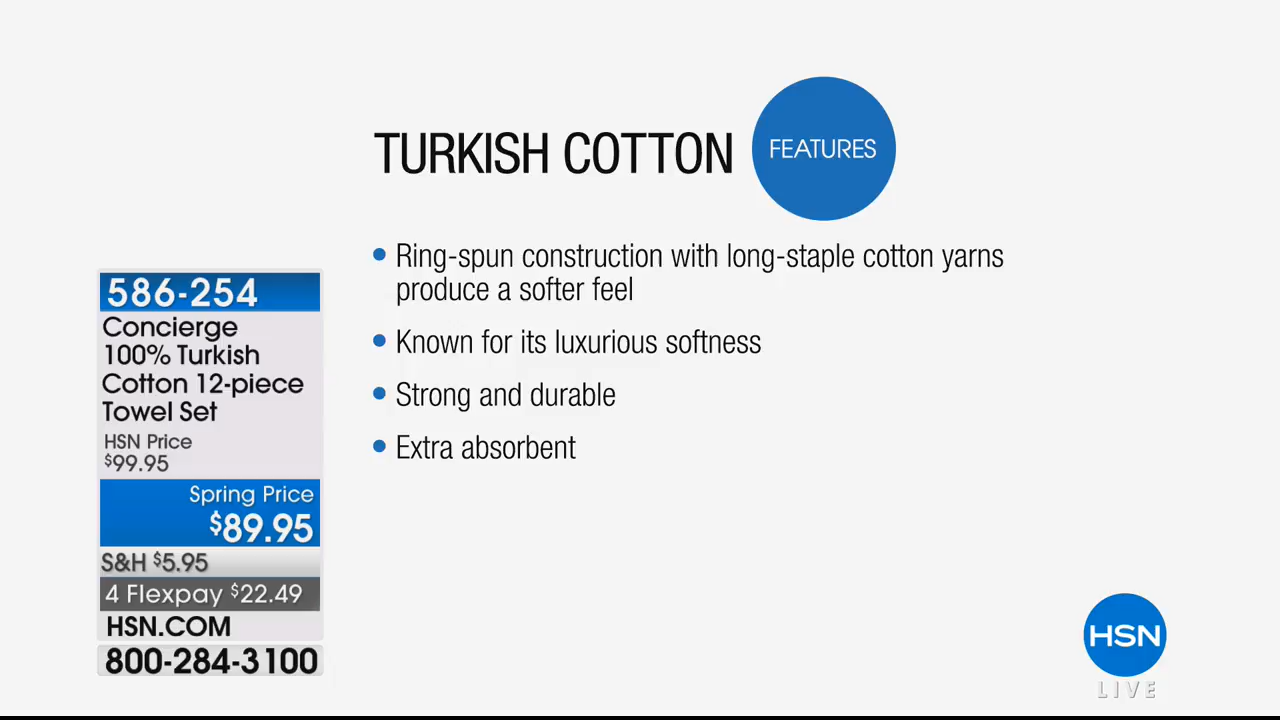 TURKISH COTTON
FEATURES
Ring-spun construction with long-staple cotton yarns
produce a softer feel
Known for its luxurious softness
Strong and durable
Extra absorbent
586-254
Concierge
100% Turkish
Cotton 12-piece
Towel Set
HSN Price
$99.95
Spring Price
$89.95
S&H $5.95
4 Flexpay $22.49
HSN.COM
800-284-3100
HSN
LIVE